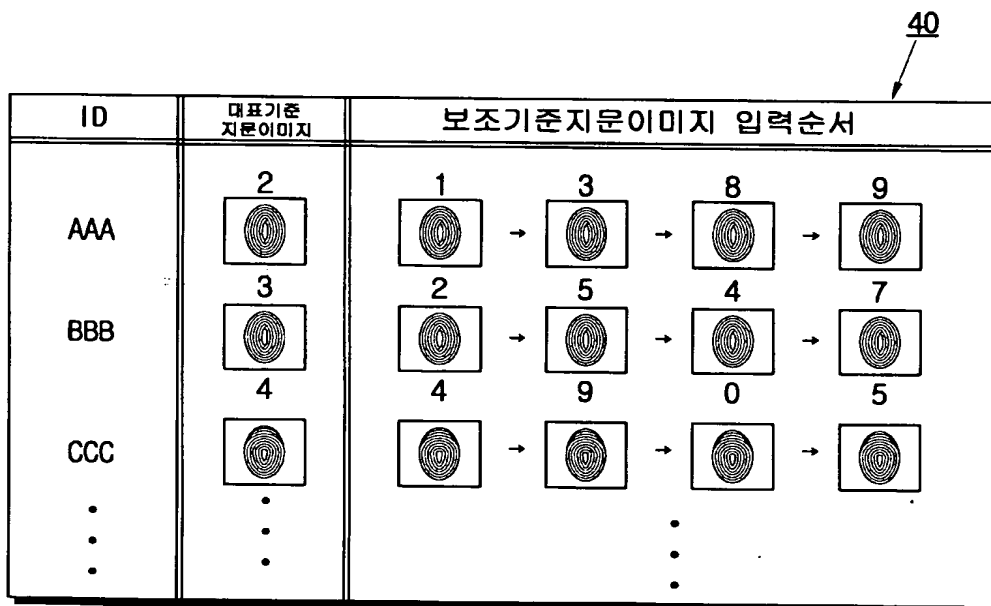 40
ID
대표기준
지문이미지
보조기준지문이미지 입력순서
2 1 3 8 9
AAA → → →
3 2 5 4 7
BBB → → →
4 4 9 0 5
CCC → → →